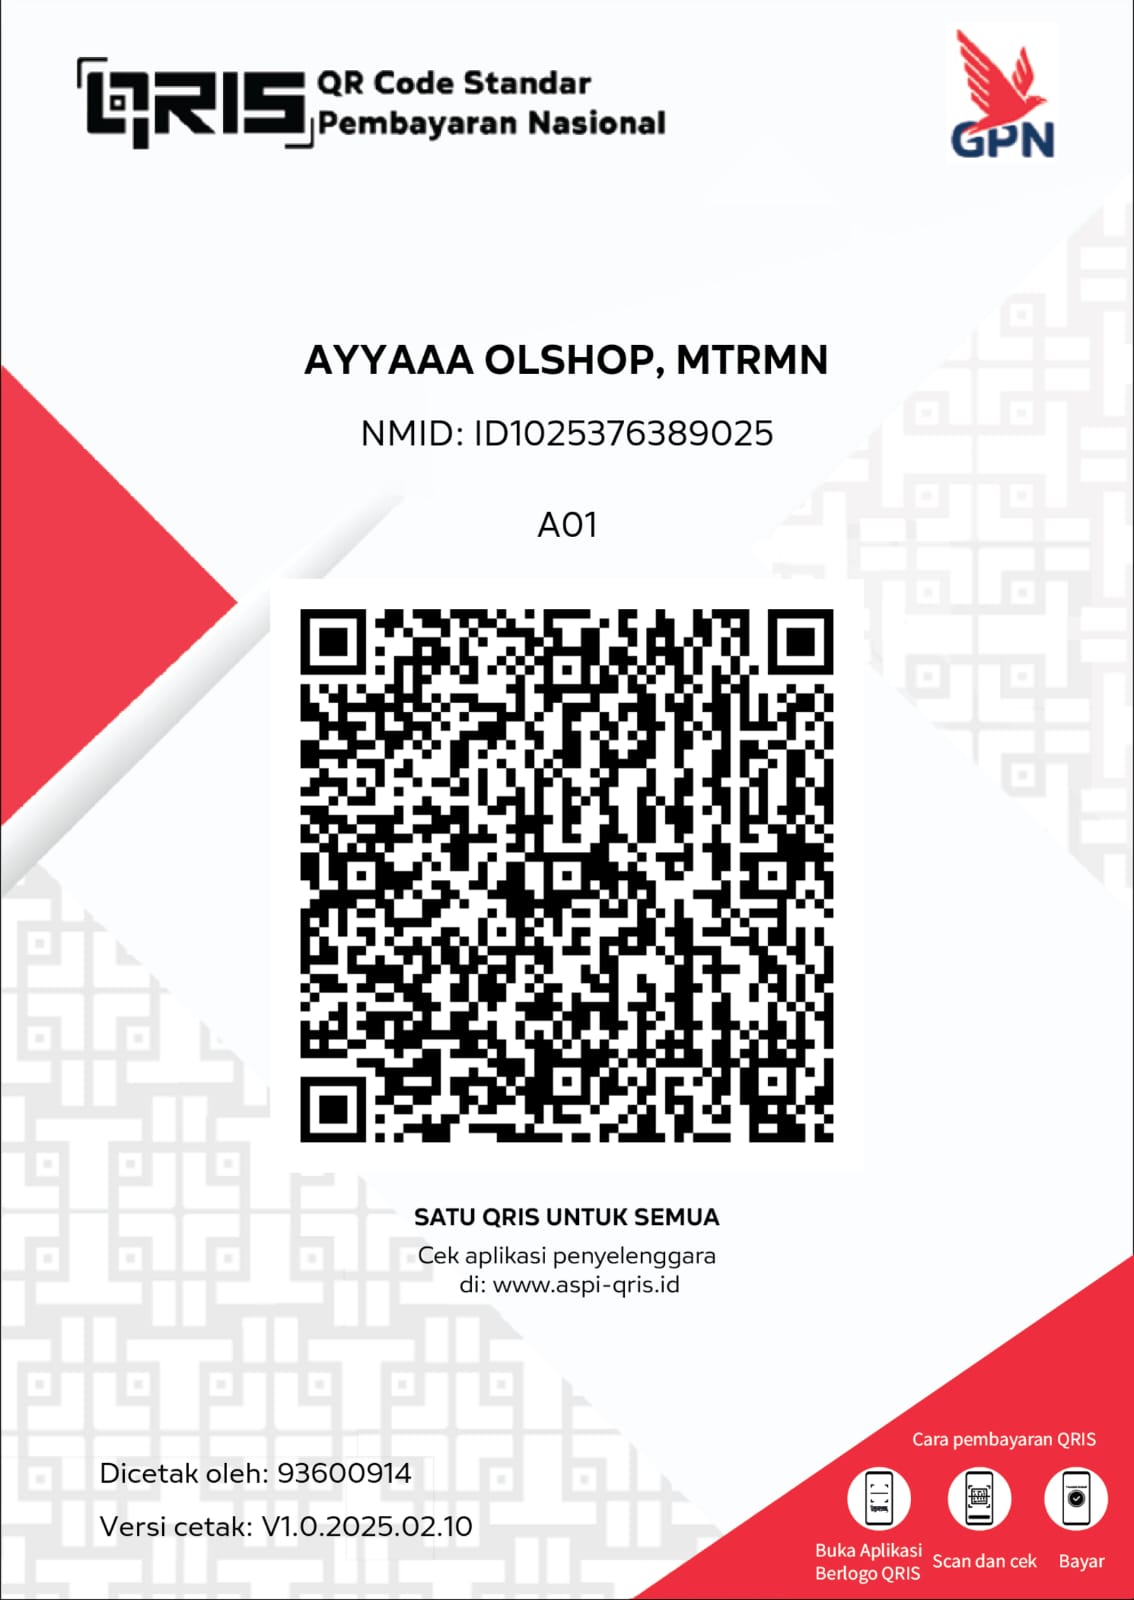 QRIS
QR Code Standar
Pembayaran Nasional
GPN
AYYAAA OLSHOP, MTRMN
NMID: ID1025376389025
A01
SATU QRIS UNTUK SEMUA
Cek aplikasi penyelenggara
di: www.aspi-qris.id
Dicetak oleh: 93600914
Versi cetak: V1.0.2025.02.10
Cara pembayaran QRIS
Buka Aplikasi
Berlogo QRIS
Scan dan cek
Bayar